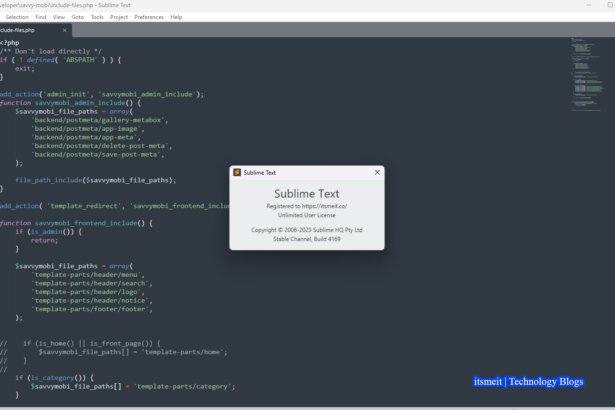 veloper\savvy-mobi\include-files.php - Sublime Text
Selection Find View Goto Tools Project Preferences Help
clude-files.php
<?php
/** Don't load directly */
if ( ! defined( 'ABSPATH' ) ) {
exit;
}
add_action('admin_init', 'savvymobi_admin_include');
function savvymobi_admin_include() {
$savvymobi_file_paths = array(
'backend/postmeta/gallery-metabox',
'backend/postmeta/app-image',
'backend/postmeta/app-meta',
'backend/postmeta/delete-post-meta',
'backend/postmeta/save-post-meta',
);
file_path_include($savvymobi_file_paths);
}
add_action( 'template_redirect', 'savvymobi_frontend_inclu
function savvymobi_frontend_include() {
if (is_admin()) {
return;
}
$savvymobi_file_paths = array(
'template-parts/header/menu',
'template-parts/header/search',
'template-parts/header/logo',
'template-parts/header/notice',
'template-parts/footer/footer',
);
// if (is_home() || is_front_page()) {
// $savvymobi_file_paths[] = 'template-parts/home';
// }
//
if (is_category()) {
$savvymobi_file_paths[] = 'template-parts/category';
}
Sublime Text
Sublime Text
Registered to https://itsmeit.co/
Unlimited User License
Copyright © 2006-2023 Sublime HQ Pty Ltd
Stable Channel, Build 4169
itsmeit | Technology Blogs